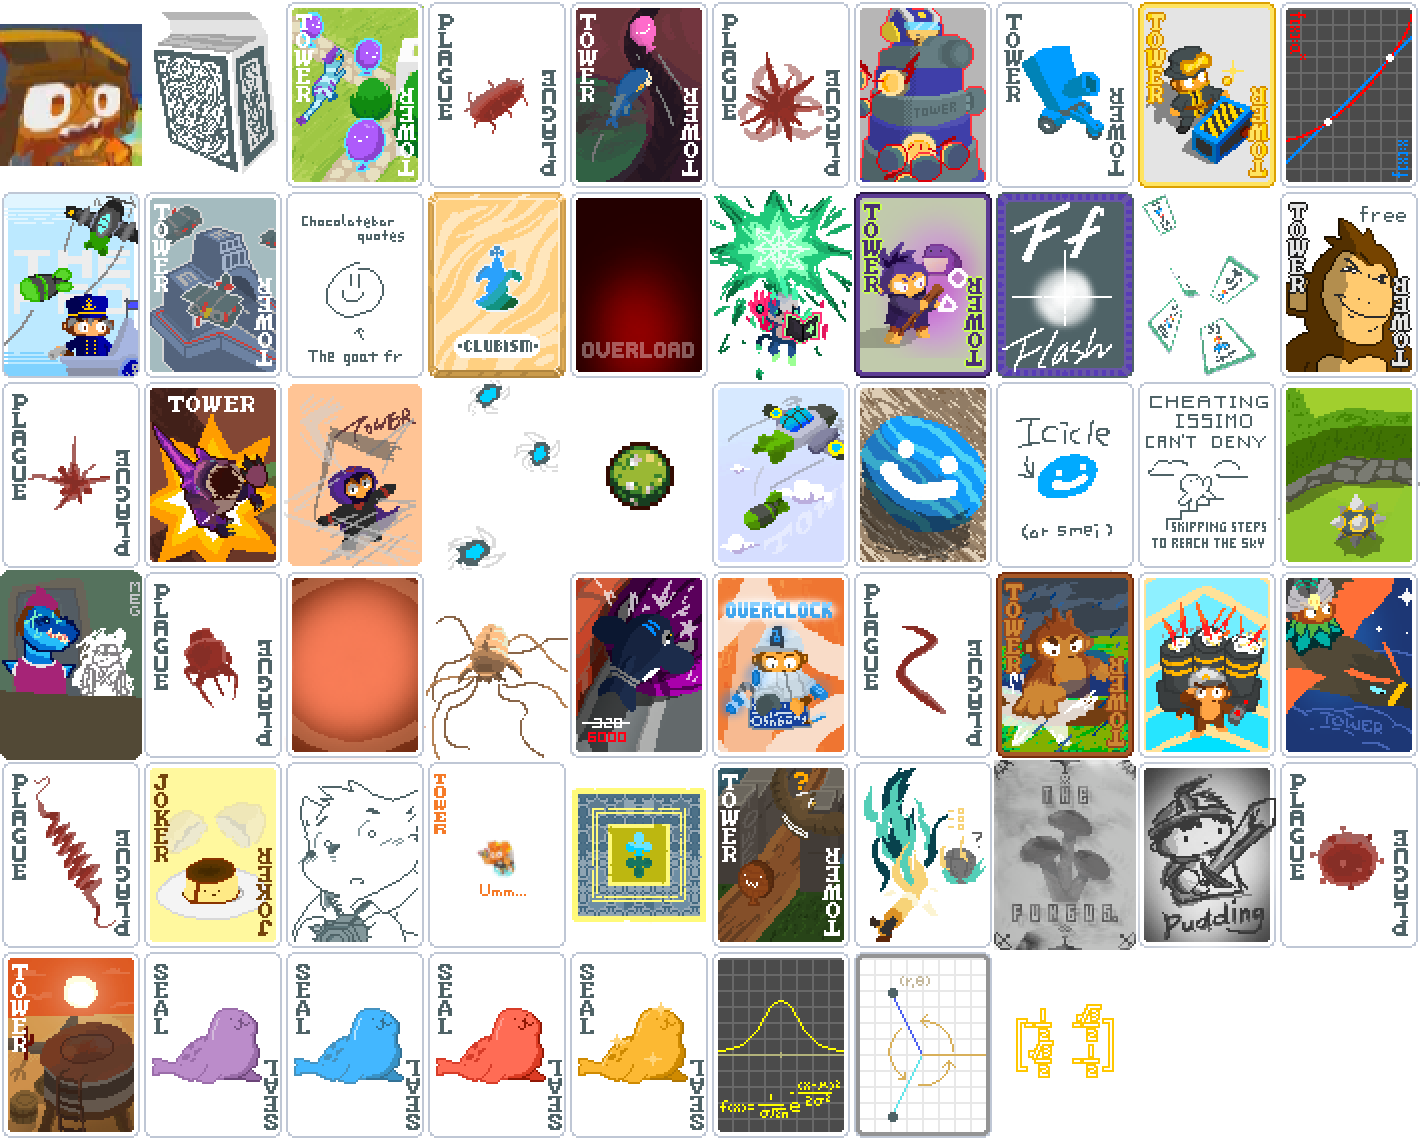 TOWER
TOWER
PLAGUE
PLAGUE
TOWER
TOWER
PLAGUE
PLAGUE
TOWER
TOWER
TOWER
TOWER
TOWER
f(x)=x
THE
TOWER
TOWER
Chocolatebar
quotes
The goat fr
•CLUBISM•
OVERLOAD
TOWER
TOWER
Ff
Flash
TOWER
free
TOWER
PLAGUE
PLAGUE
TOWER
TOWER
TOW
Icicle
(or smei)
CHEATING
ISSIMO
CAN'T DENY
SKIPPING STEPS
TO REACH THE SKY
MEG
PLAGUE
PLAGUE
320
6000
OVERCLOCK
PLAGUE
PLAGUE
TOWER
TOWER
TOWER
PLAGUE
PLAGUE
JOKER
JOKER
TOWER
Umm...
TOWER
?
TOWER
?
THE
FUNGUS.
Pudding
PLAGUE
PLAGUE
TOWER
SEAL
SEAL
SEAL
SEAL
SEAL
SEAL
SEAL
SEAL
(r,θ)